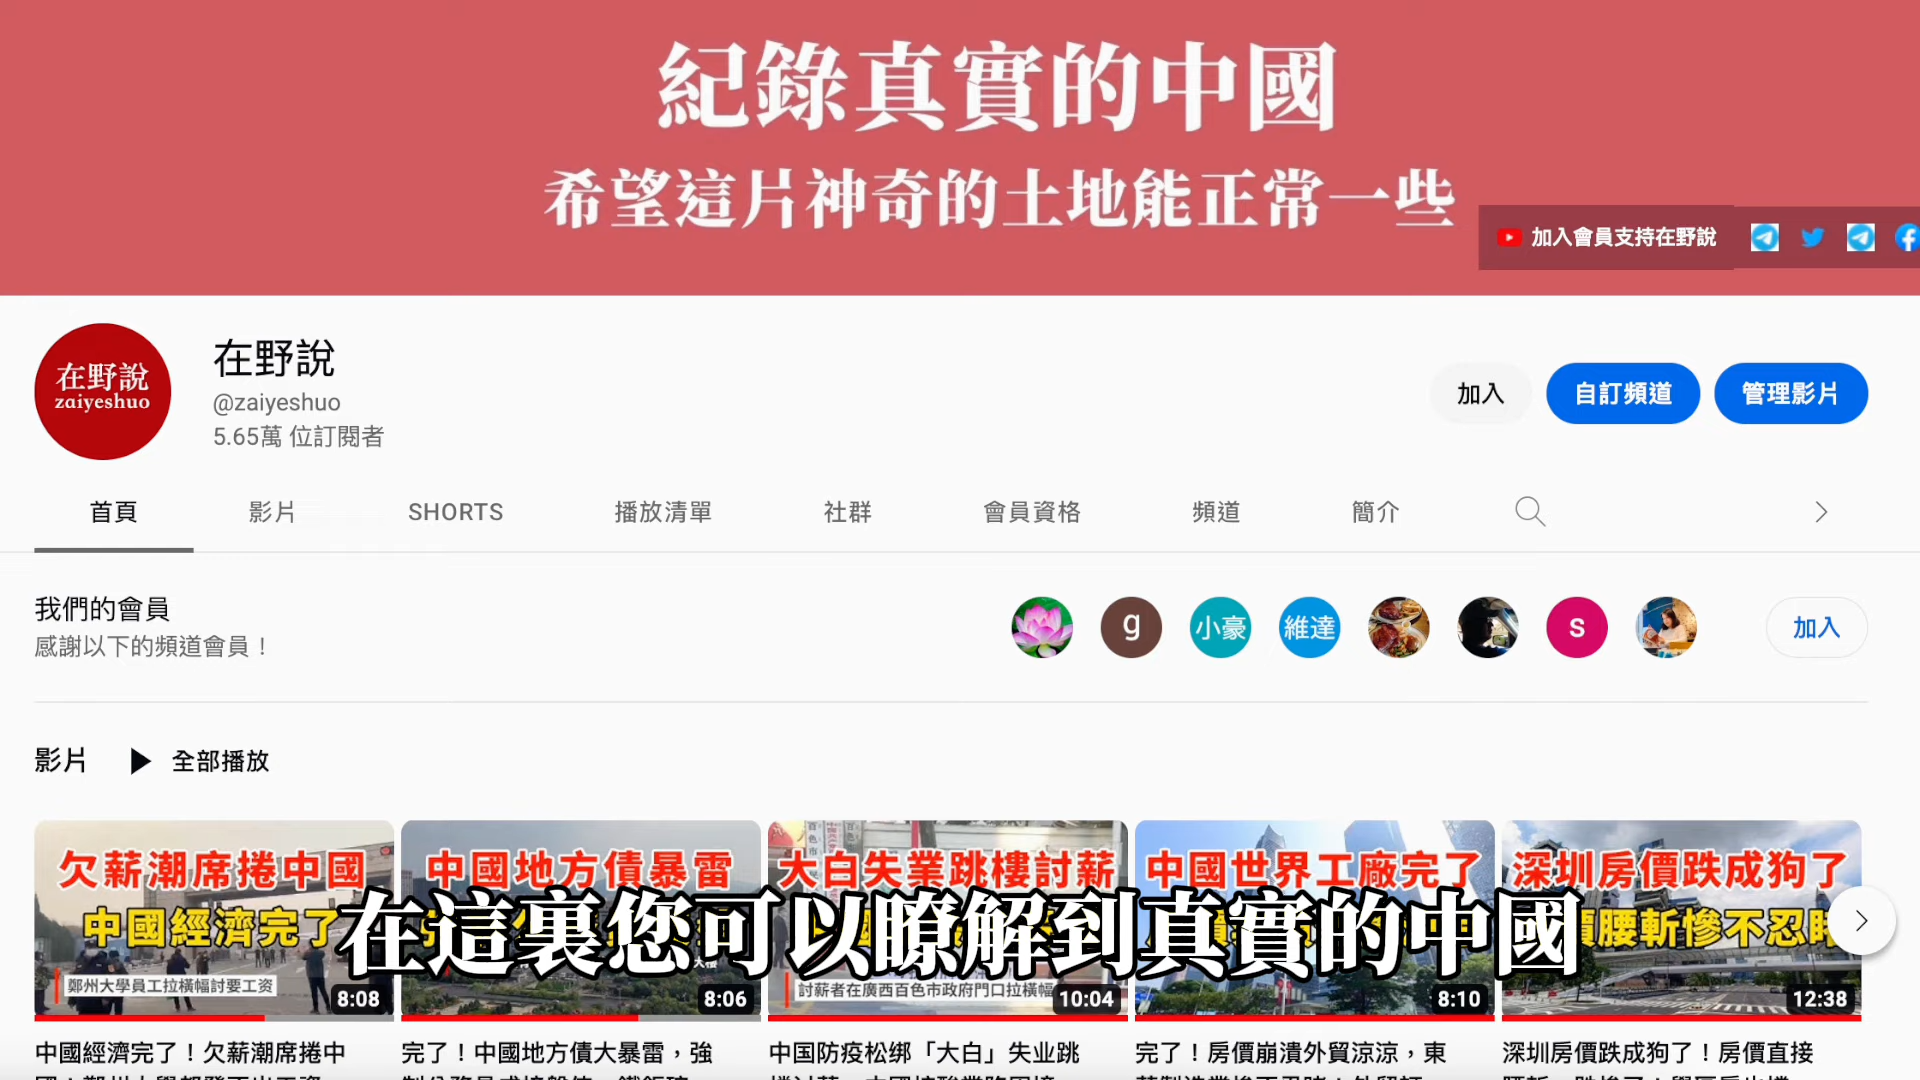 紀錄真實的中國
希望這片神奇的土地能正常一些
加入會員支持在野說
在野說
zaiyeshuo
在野說
@zaiyeshuo
5.65萬 位訂閱者
加入
自訂頻道
管理影片
首頁
影片
SHORTS
播放清單
社群
會員資格
頻道
簡介
我們的會員
感謝以下的頻道會員！
g
小豪
維達
S
加入
影片
全部播放
欠薪潮席捲中國
中國經濟完了
鄭州大學員工拉橫幅討要工资
8:08
中國地方債暴雷
8:06
大白失業跳樓討薪
討薪者在廣西百色市政府門口拉橫幅
10:04
中國世界工廠完了
8:10
深圳房價跌成狗了
價腰斬慘不忍睹
12:38
在這裏您可以瞭解到真實的中國
中國經濟完了！欠薪潮席捲中
完了！中國地方債大暴雷，強
中国防疫松绑「大白」失业跳
完了！房價崩潰外貿涼涼，東
深圳房價跌成狗了！房價直接